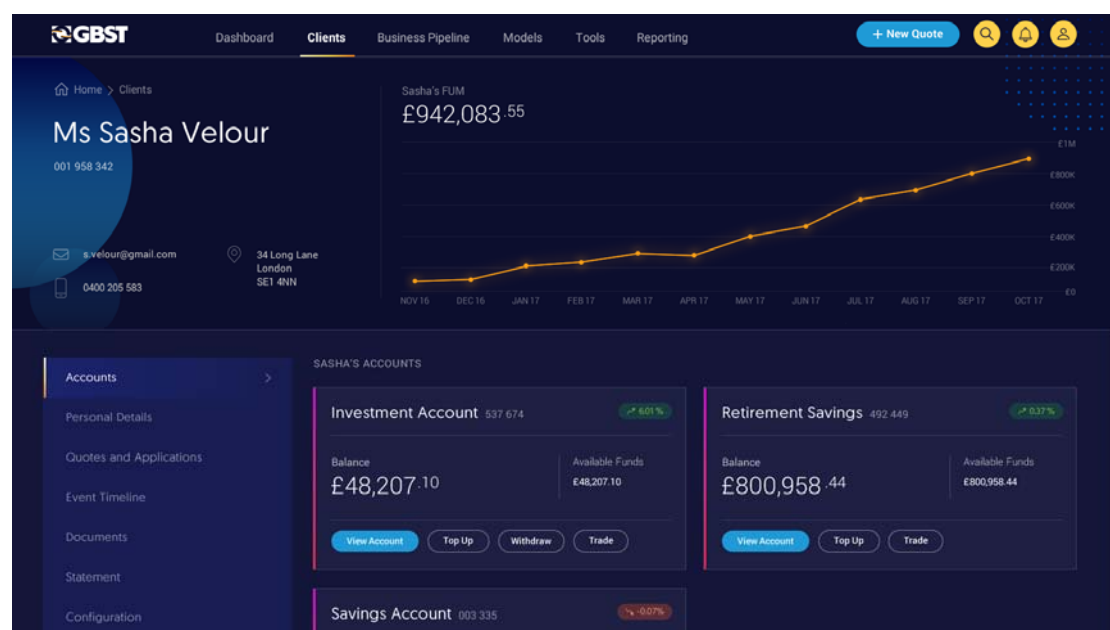 GBST
Dashboard Clients Business Pipeline Models Tools Reporting
+ New Quote
Home > Clients
Ms Sasha Velour
001 958 342
s.velour@gmail.com
0400 205 583
34 Long Lane
London
SE1 4NN
Sasha's FUM
£942,083.55
£1M
£800K
£600K
£400K
£200K
£0
NOV 16 DEC 16 JAN 17 FEB 17 MAR 17 APR 17 MAY 17 JUN 17 JUL 17 AUG 17 SEP 17 OCT 17
Accounts >
Personal Details
Quotes and Applications
Event Timeline
Documents
Statement
Configuration
SASHA'S ACCOUNTS
Investment Account 537 674
6.01%
Balance
£48,207.10
Available Funds
£48,207.10
View Account Top Up Withdraw Trade
Retirement Savings 492 449
0.37%
Balance
£800,958.44
Available Funds
£800,958.44
View Account Top Up Trade
Savings Account 003 335
-0.07%